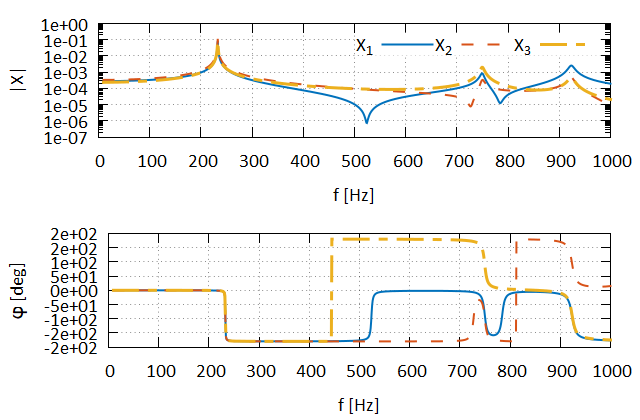 1e+00
1e-01
1e-02
1e-03
1e-04
1e-05
1e-06
1e-07
|X|
X1 X2 X3
0 100 200 300 400 500 600 700 800 900 1000
f [Hz]
2e+02
2e+02
1e+02
5e+01
0e+00
-5e+01
-1e+02
-2e+02
-2e+02
φ [deg]
0 100 200 300 400 500 600 700 800 900 1000
f [Hz]